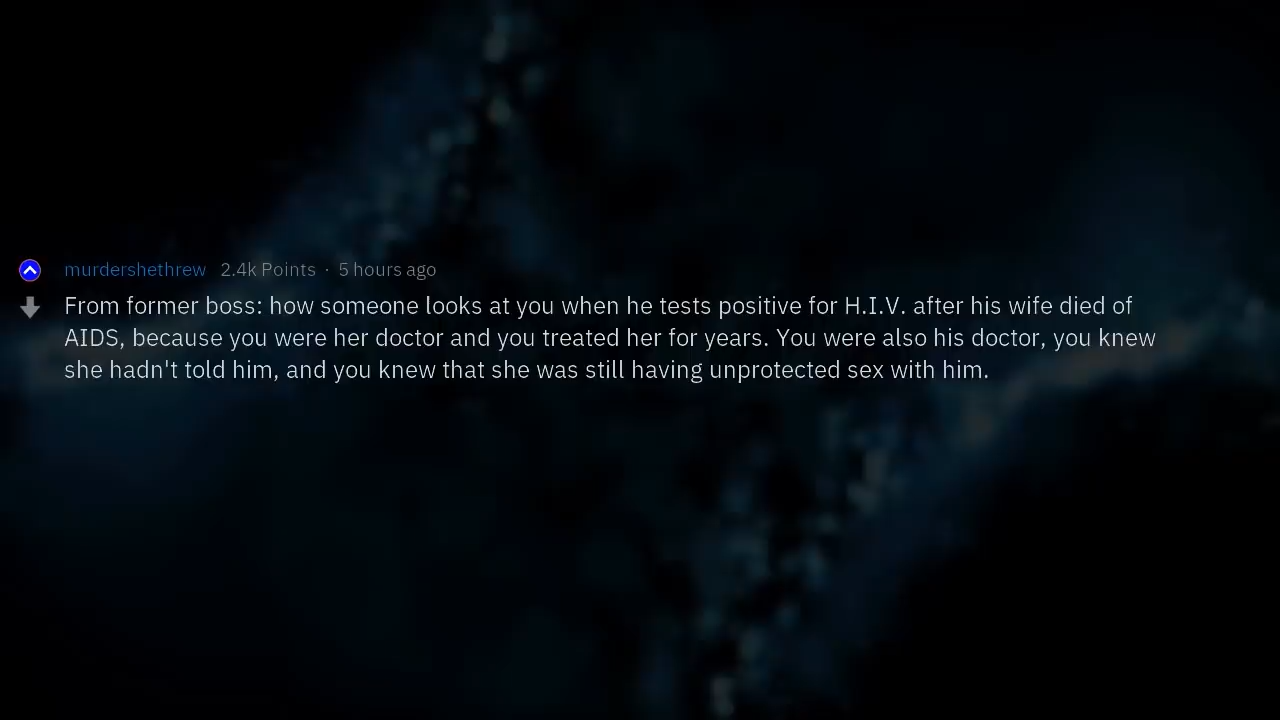 murdershethrew 2.4k Points · 5 hours ago
From former boss: how someone looks at you when he tests positive for H.I.V. after his wife died of
AIDS, because you were her doctor and you treated her for years. You were also his doctor, you knew
she hadn't told him, and you knew that she was still having unprotected sex with him.